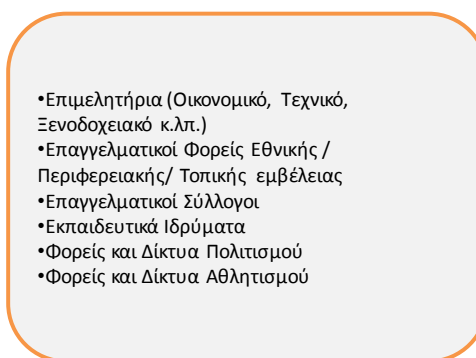 •Επιμελητήρια (Οικονομικό, Τεχνικό,
Ξενοδοχειακό κ.λπ.)
•Επαγγελματικοί Φορείς Εθνικής /
Περιφερειακής/ Τοπικής εμβέλειας
•Επαγγελματικοί Σύλλογοι
•Εκπαιδευτικά Ιδρύματα
•Φορείς και Δίκτυα Πολιτισμού
•Φορείς και Δίκτυα Αθλητισμού